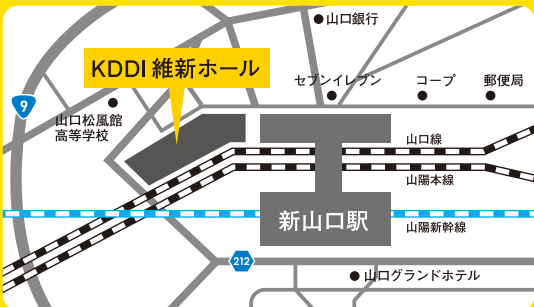 山口銀行
KDDI 維新ホール
セブンイレブン
コープ
郵便局
9
山口松風館
高等学校
山口線
山陽本線
新山口駅
山陽新幹線
212
山口グランドホテル